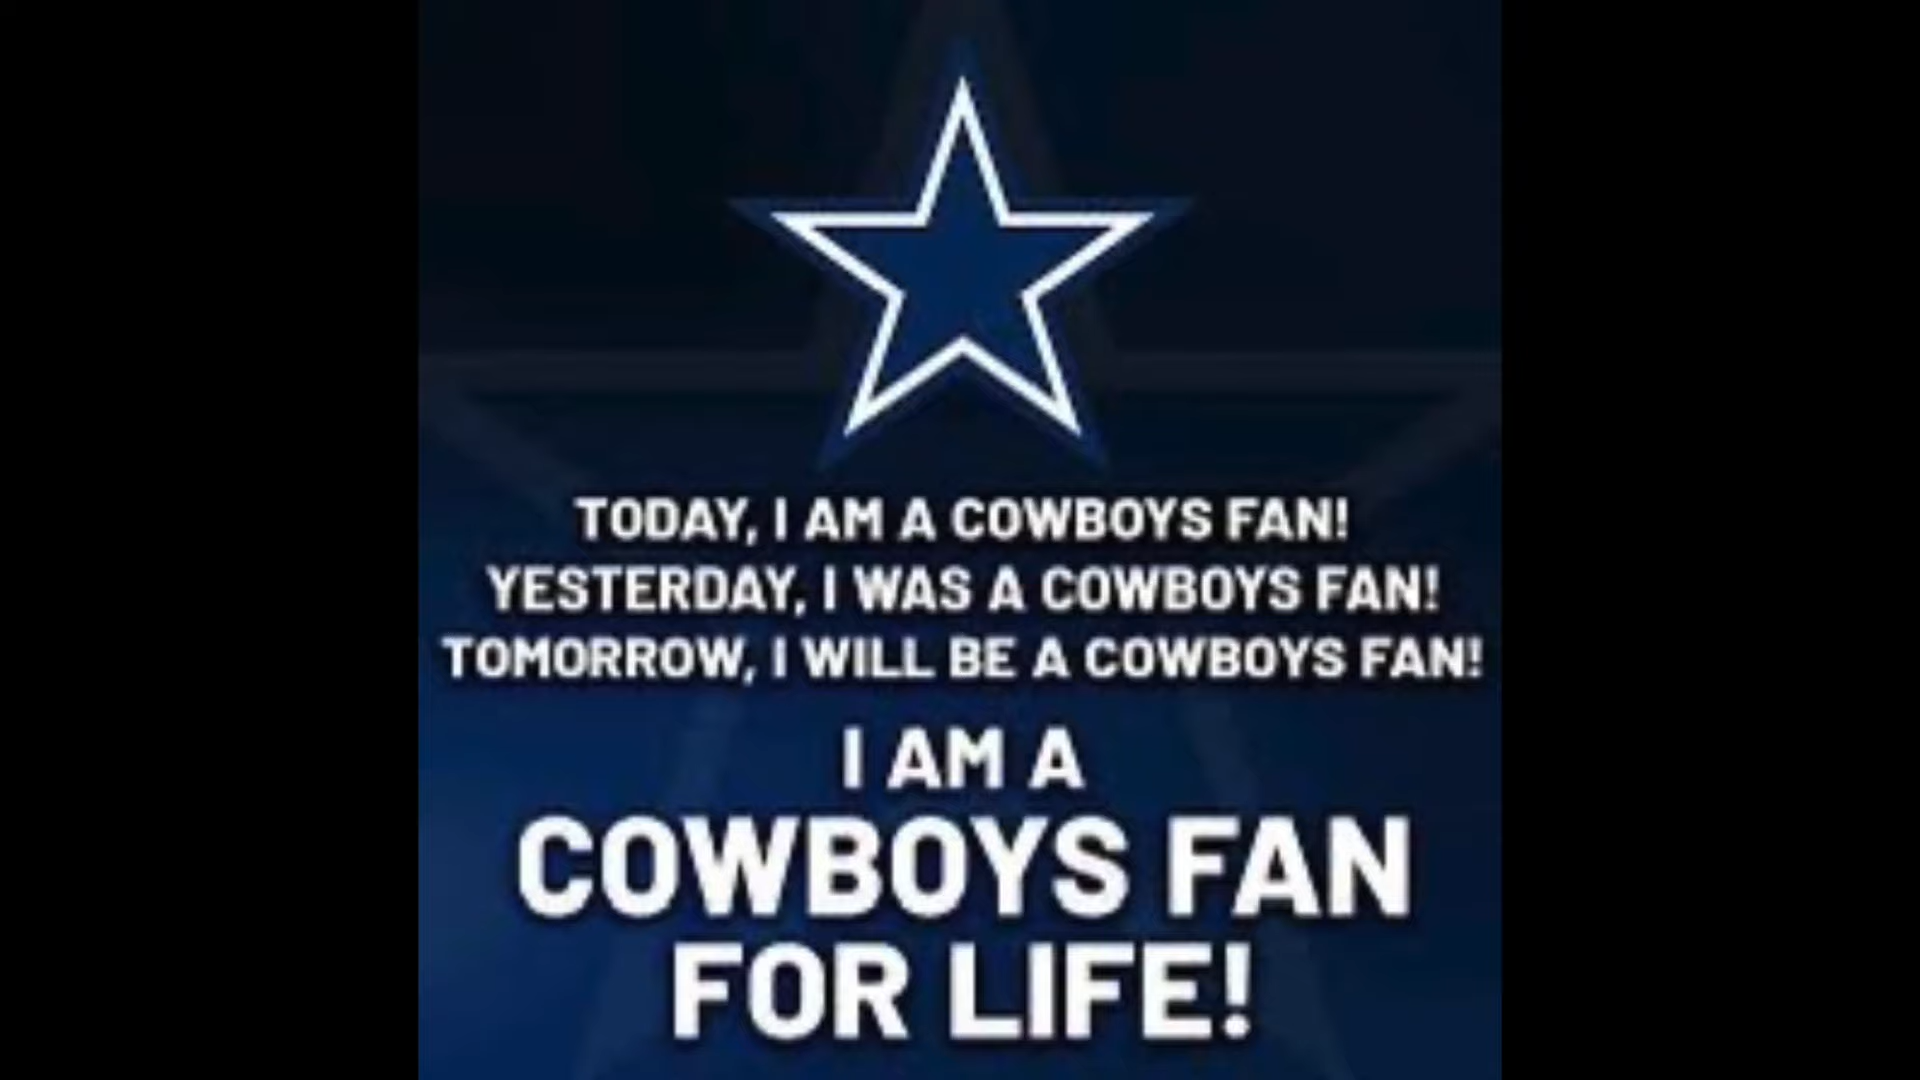 TODAY, I AM A COWBOYS FAN!
YESTERDAY, I WAS A COWBOYS FAN!
TOMORROW, I WILL BE A COWBOYS FAN!
I AM A
COWBOYS FAN
FOR LIFE!